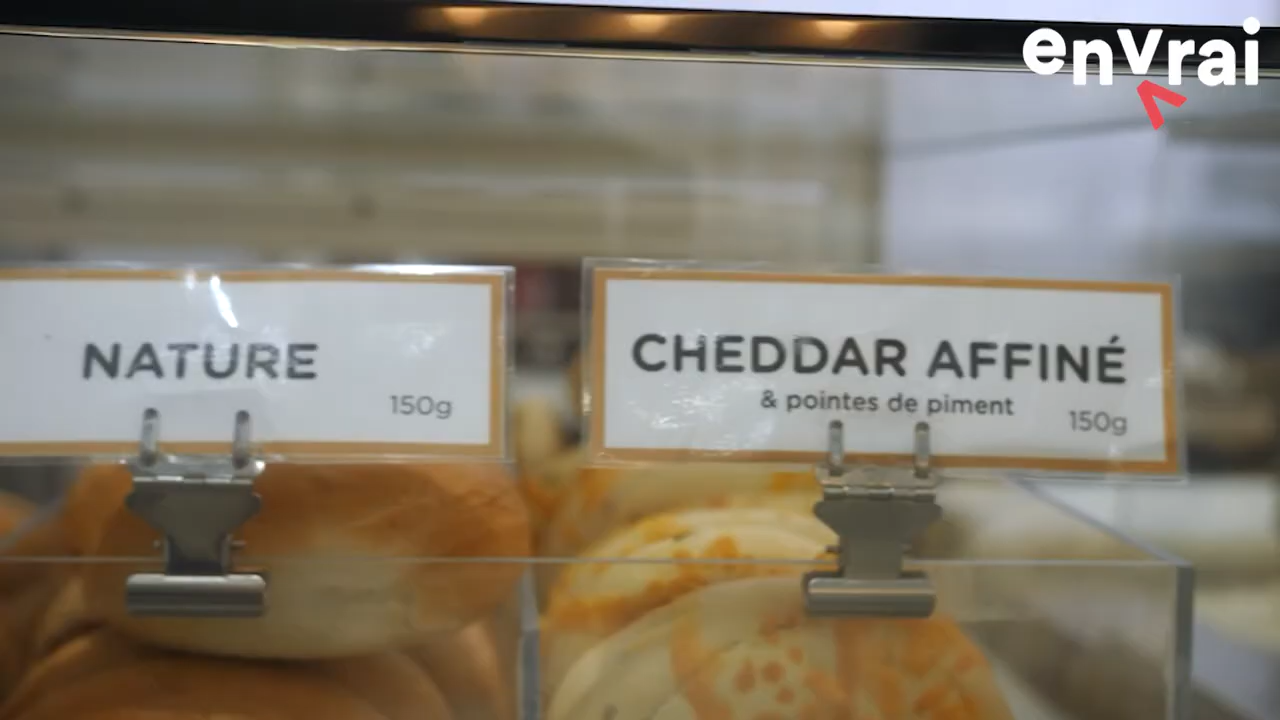 envrai
NATURE
150g
CHEDDAR AFFINÉ
& pointes de piment
150g